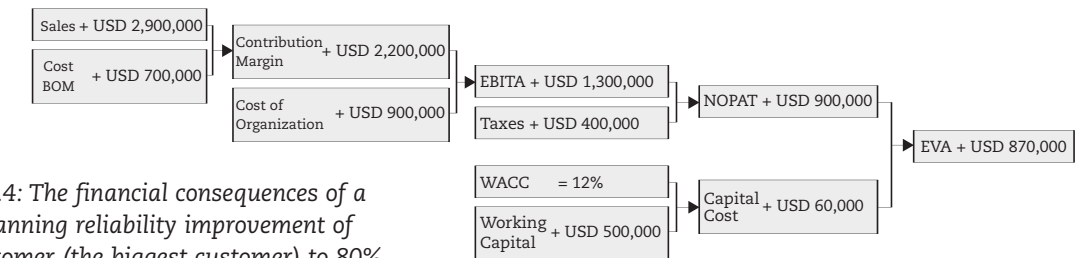 Sales + USD 2,900,000
Cost
BOM + USD 700,000
Contribution
Margin + USD 2,200,000
Cost of
Organization + USD 900,000
EBITA + USD 1,300,000
Taxes + USD 400,000
NOPAT + USD 900,000
EVA + USD 870,000
WACC = 12%
Working
Capital + USD 500,000
Capital
Cost + USD 60,000
.4: The financial consequences of a
anning reliability improvement of
tomer (the biggest customer) to 80%